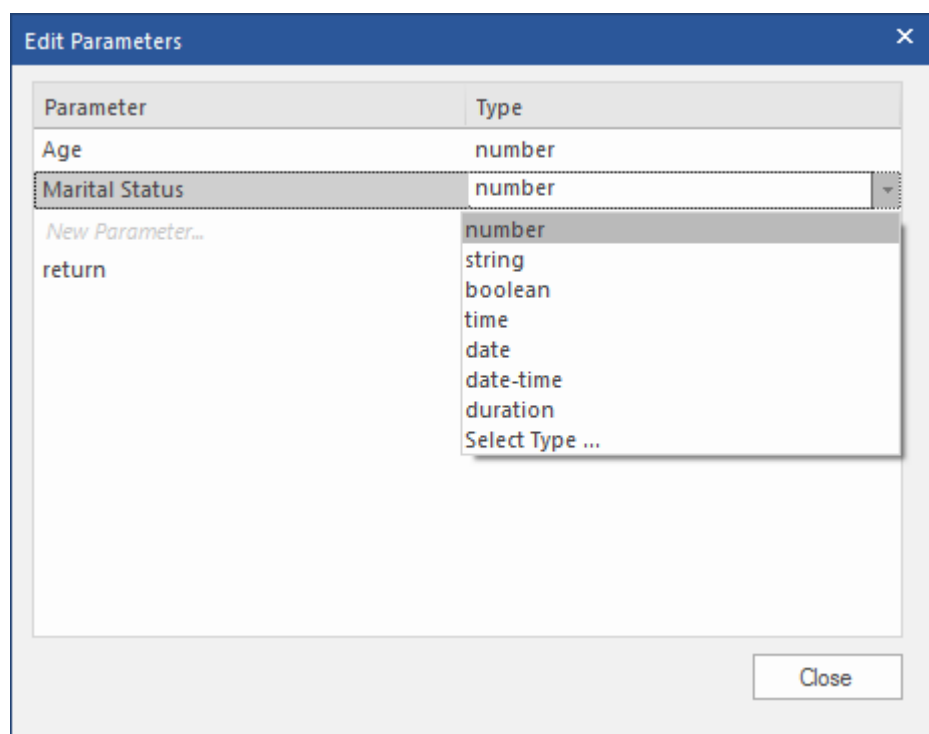 Edit Parameters
Parameter Type
Age number
Marital Status number
New Parameter...
number
string
return
boolean
time
date
date-time
duration
Select Type ...
Close